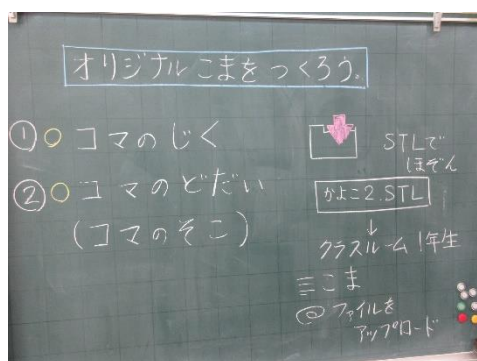 オリジナルこまをつくろう。
①○コマのじく
②○コマのどだい
(コマのそこ)
STLで
ほぞん
かよこ2.STL
↓
クラスルーム1年生
こま
ファイルを
アップロード